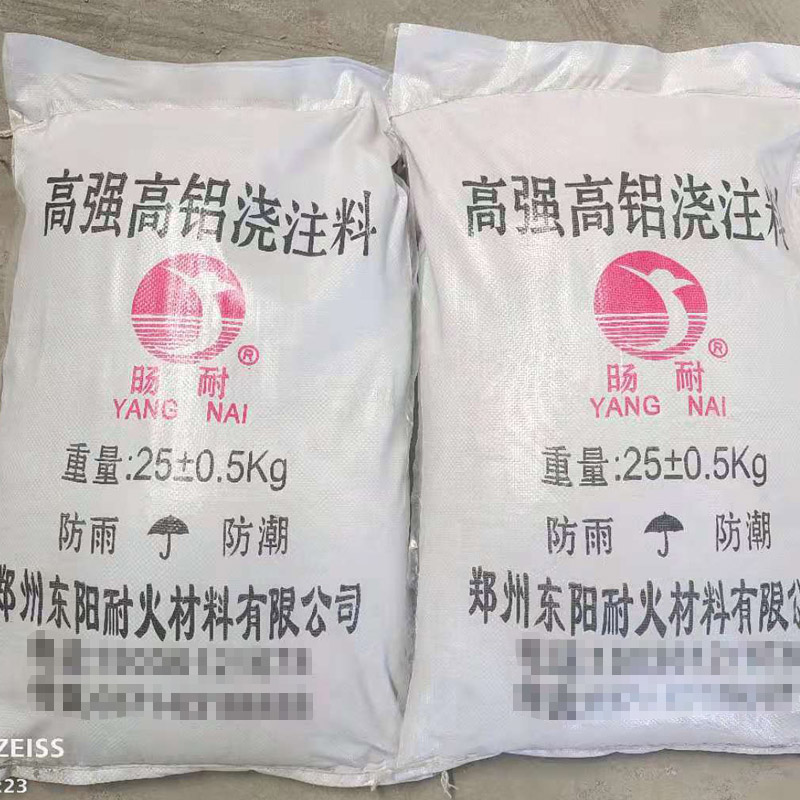 高强高铝浇注料
®
旸 耐
YANG NAI
重量:25±0.5Kg
防雨 防潮
郑州东阳耐火材料有限公司
高强高铝浇注料
®
旸 耐
YANG NAI
重量:25±0.5Kg
防雨 防潮
郑州东阳耐火材料有限公
ZEISS
:23